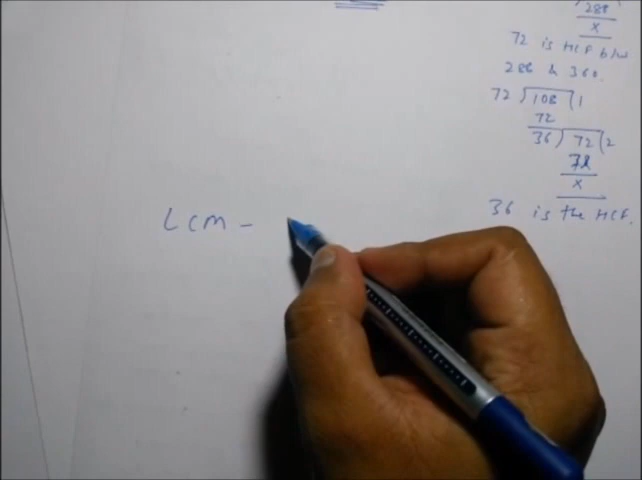 288
x
72 is HCF b/w
288 & 360.
72 ) 108 ( 1
72
36 ) 72 ( 2
72
x
36 is the HCF.
LCM -